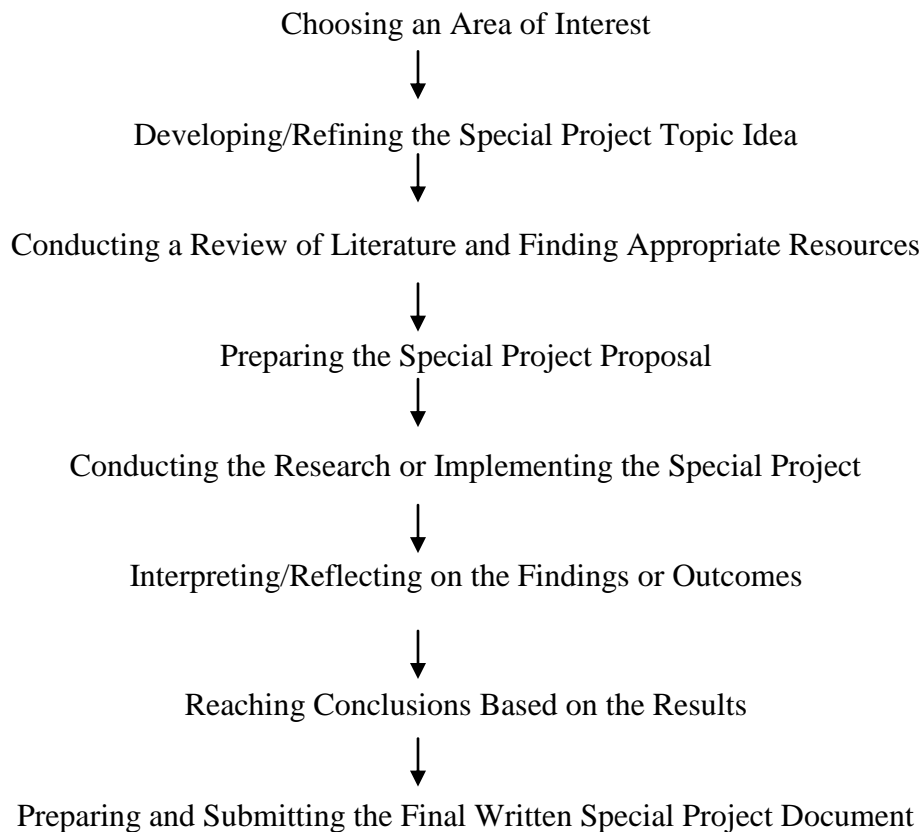 Choosing an Area of Interest
Developing/Refining the Special Project Topic Idea
Conducting a Review of Literature and Finding Appropriate Resources
Preparing the Special Project Proposal
Conducting the Research or Implementing the Special Project
Interpreting/Reflecting on the Findings or Outcomes
Reaching Conclusions Based on the Results
Preparing and Submitting the Final Written Special Project Document